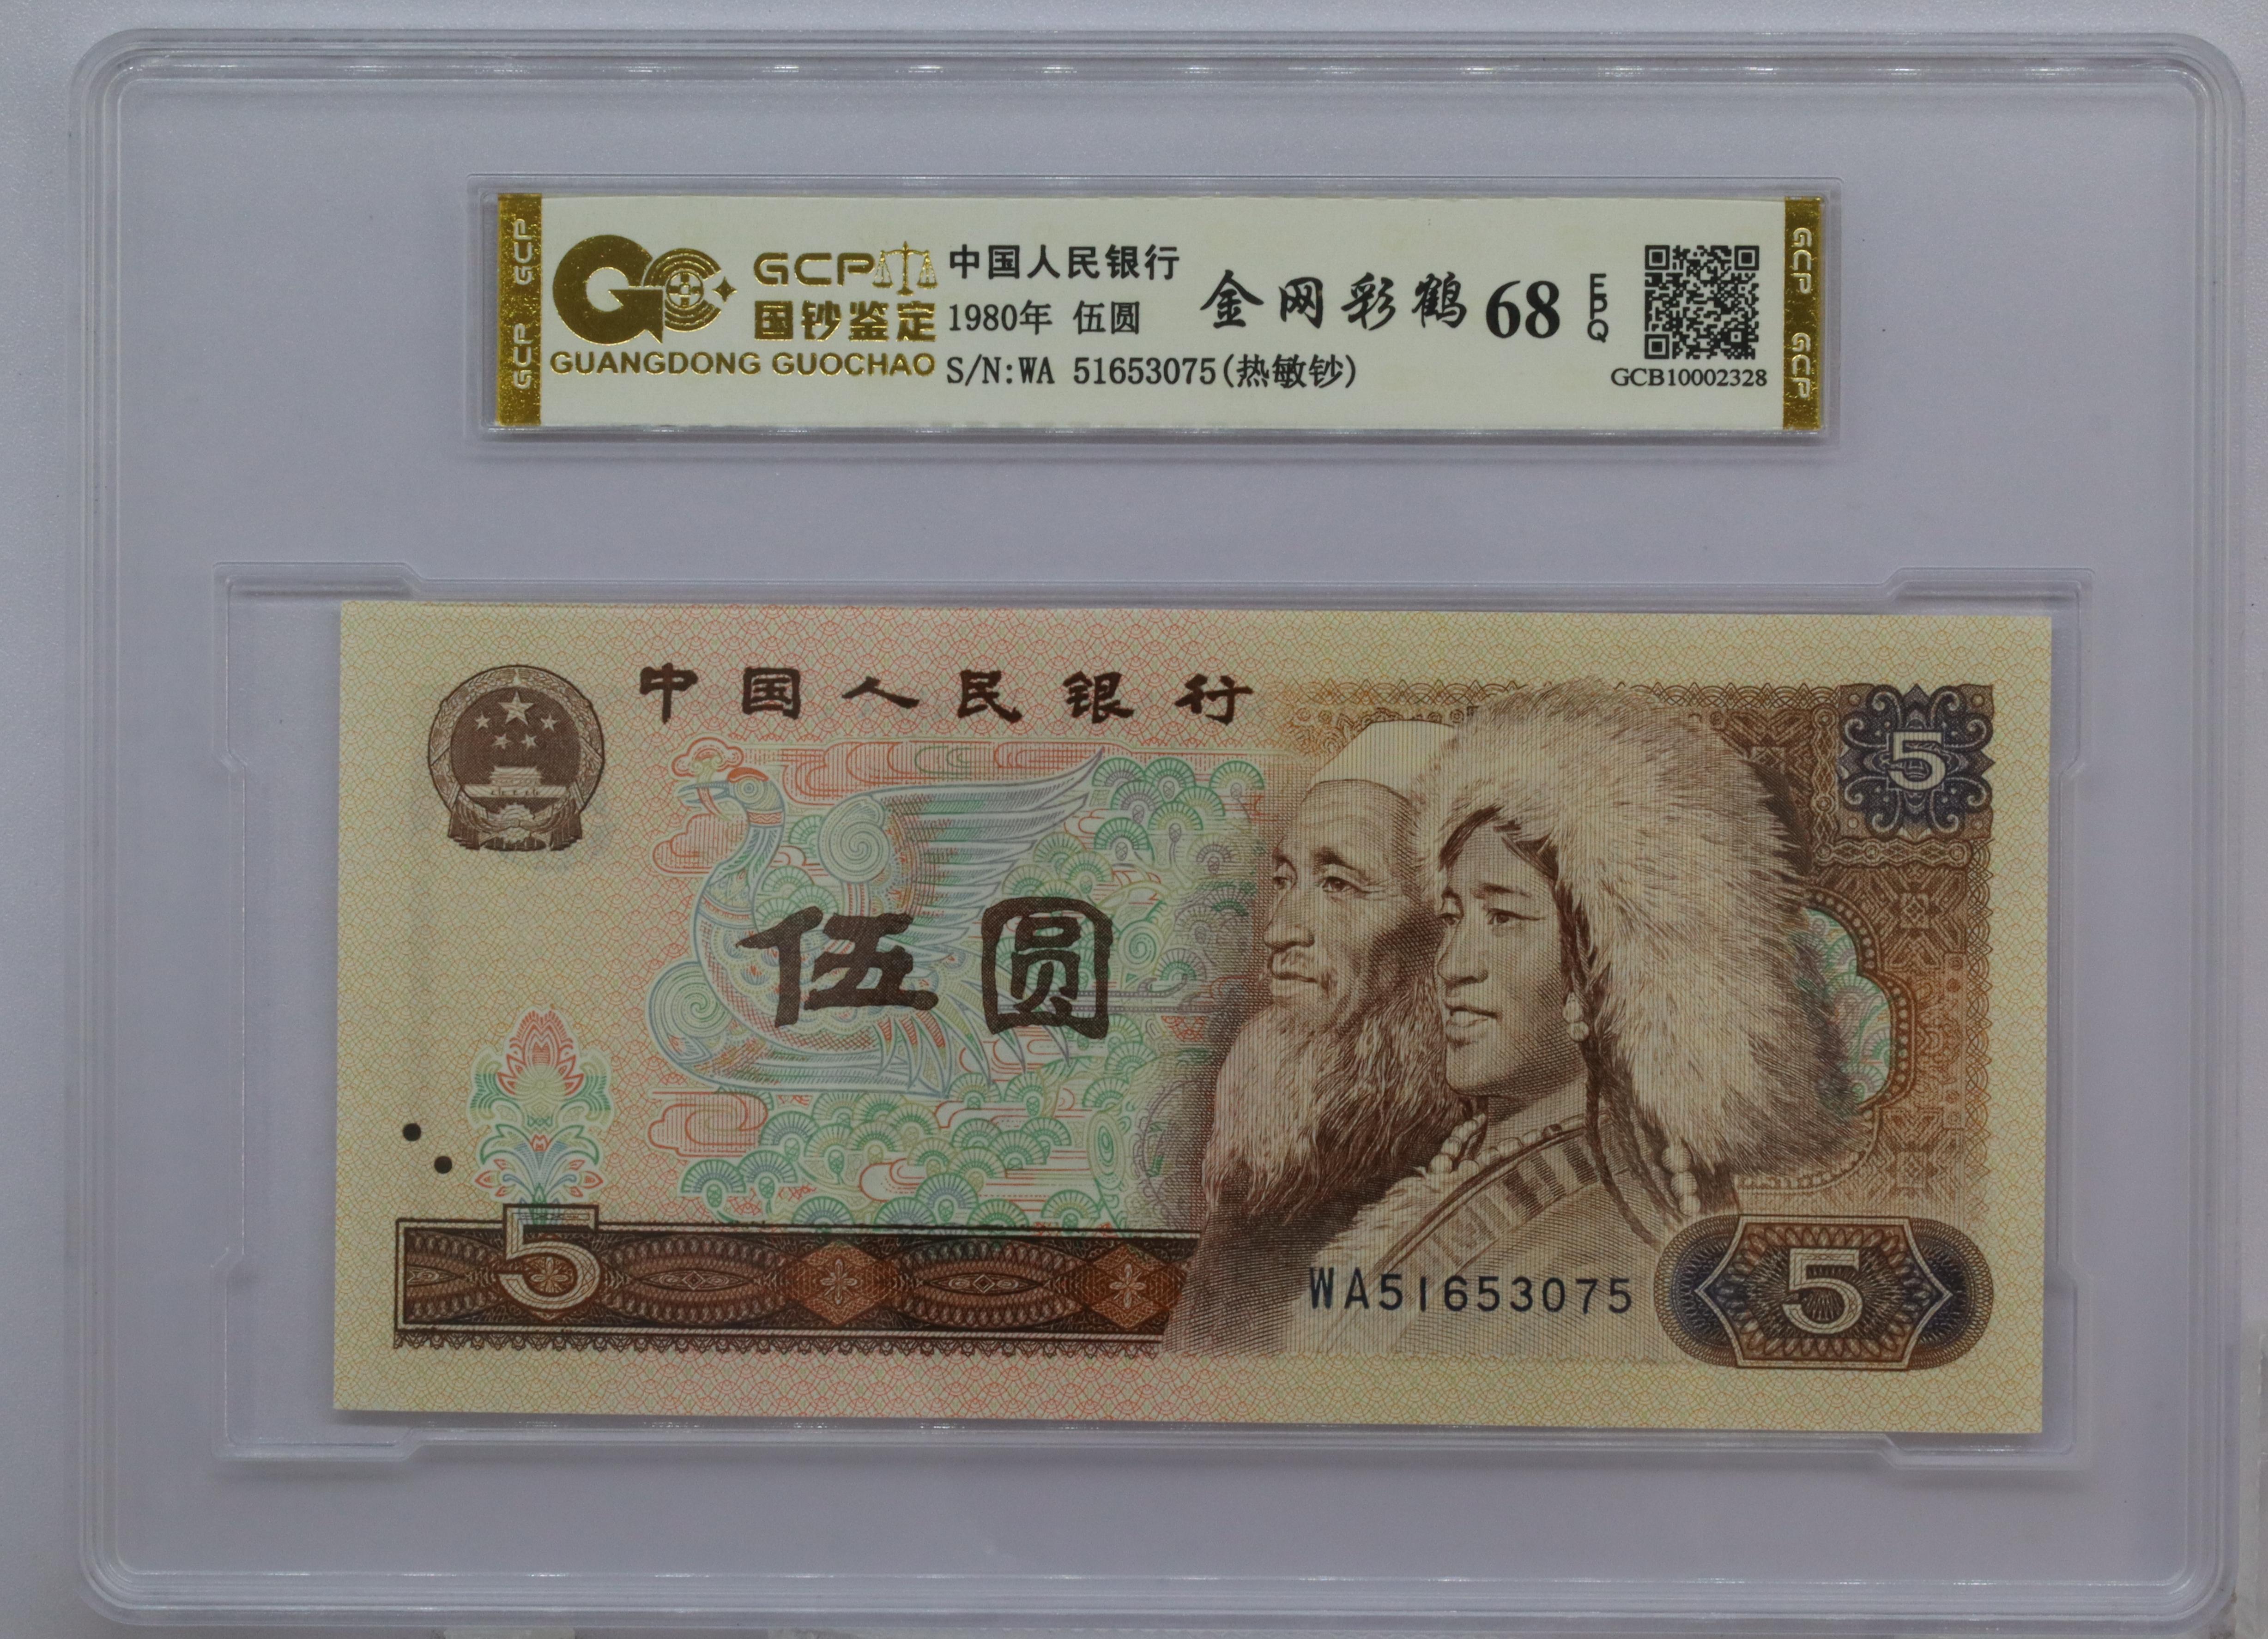 GCP GCP
GCP
国钞鉴定
GUANGDONG GUOCHAO
中国人民银行
1980年 伍圆
S/N:WA 51653075(热敏钞)
金网彩鹤 68 EPQ
GCB10002328
GCP GCP
中国人民银行
5
伍圆
5
WA51653075
5